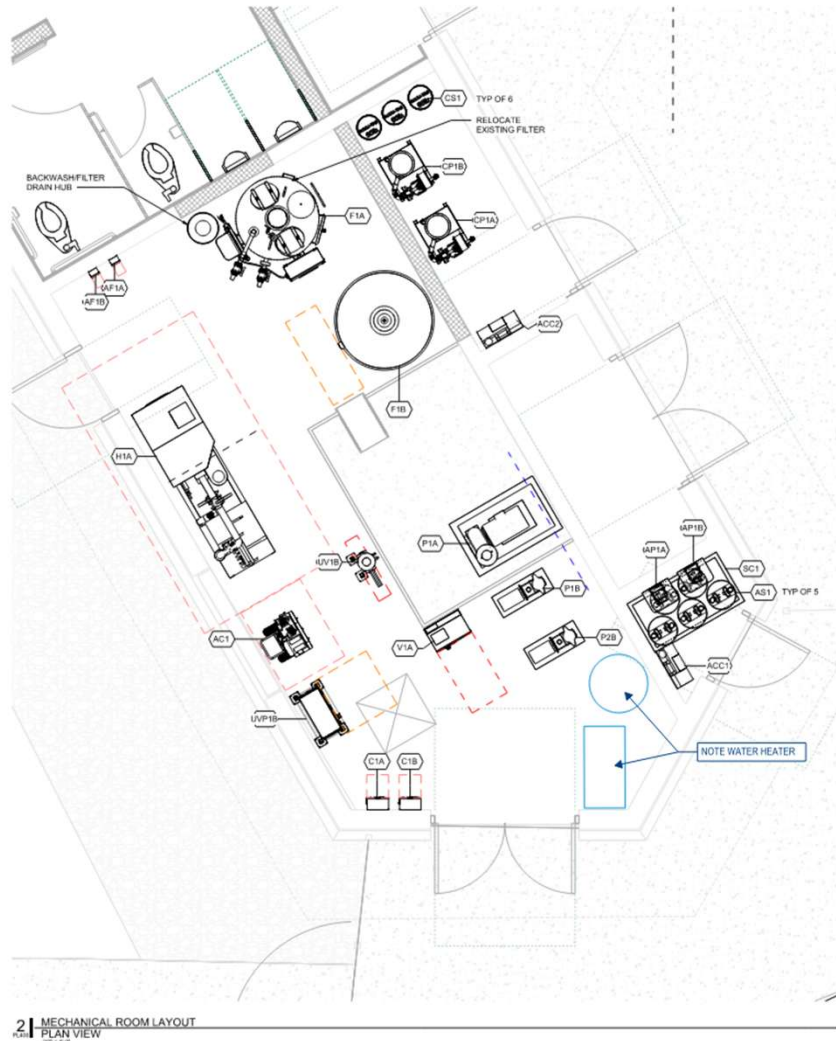 CS1 TYP OF 6
RELOCATE
EXISTING FILTER
CP1B
BACKWASH/FILTER
DRAIN HUB
F1A
CP1A
AF1A
AF1B
ACC2
F1B
H1A
AP1B
AP1A
P1A
SC1
UV1B
P1B
AS1 TYP OF 5
AC1
V1A
P2B
ACC1
UVP1B
NOTE WATER HEATER
C1A
C1B
2
MECHANICAL ROOM LAYOUT
PLAN VIEW